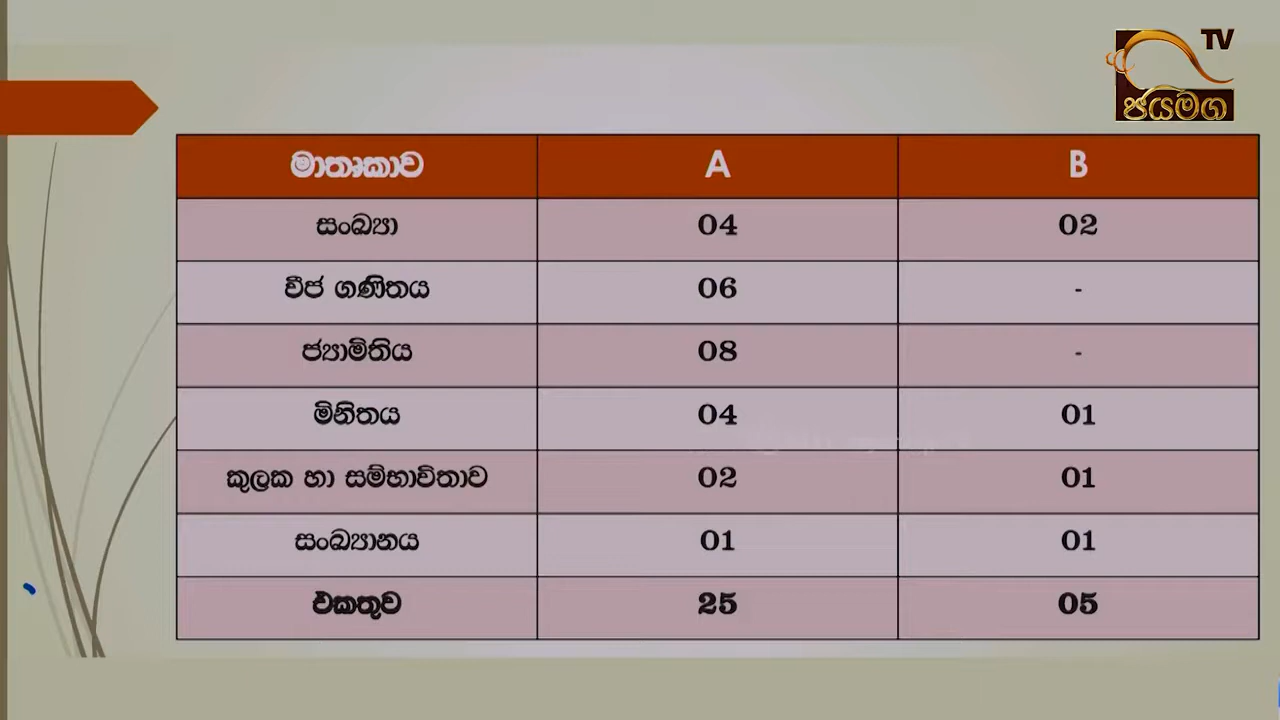 TV
ජයමග
මාතෘකාව A B
සංඛ්‍යා 04 02
වීජ ගණිතය 06 -
ජ්‍යාමිතිය 08 -
මිනිතය 04 01
කුලක හා සම්භාවිතාව 02 01
සංඛ්‍යානය 01 01
එකතුව 25 05